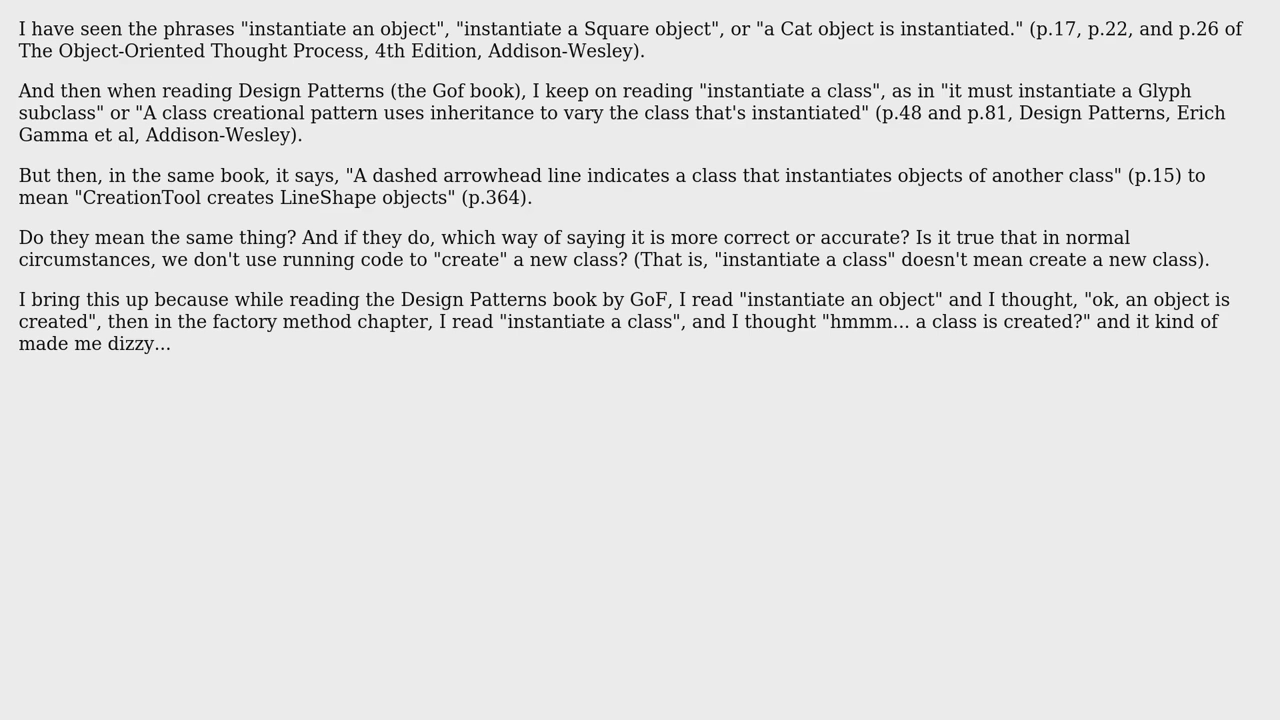 I have seen the phrases "instantiate an object", "instantiate a Square object", or "a Cat object is instantiated." (p.17, p.22, and p.26 of
The Object-Oriented Thought Process, 4th Edition, Addison-Wesley).
And then when reading Design Patterns (the Gof book), I keep on reading "instantiate a class", as in "it must instantiate a Glyph
subclass" or "A class creational pattern uses inheritance to vary the class that's instantiated" (p.48 and p.81, Design Patterns, Erich
Gamma et al, Addison-Wesley).
But then, in the same book, it says, "A dashed arrowhead line indicates a class that instantiates objects of another class" (p.15) to
mean "CreationTool creates LineShape objects" (p.364).
Do they mean the same thing? And if they do, which way of saying it is more correct or accurate? Is it true that in normal
circumstances, we don't use running code to "create" a new class? (That is, "instantiate a class" doesn't mean create a new class).
I bring this up because while reading the Design Patterns book by GoF, I read "instantiate an object" and I thought, "ok, an object is
created", then in the factory method chapter, I read "instantiate a class", and I thought "hmmm... a class is created?" and it kind of
made me dizzy...